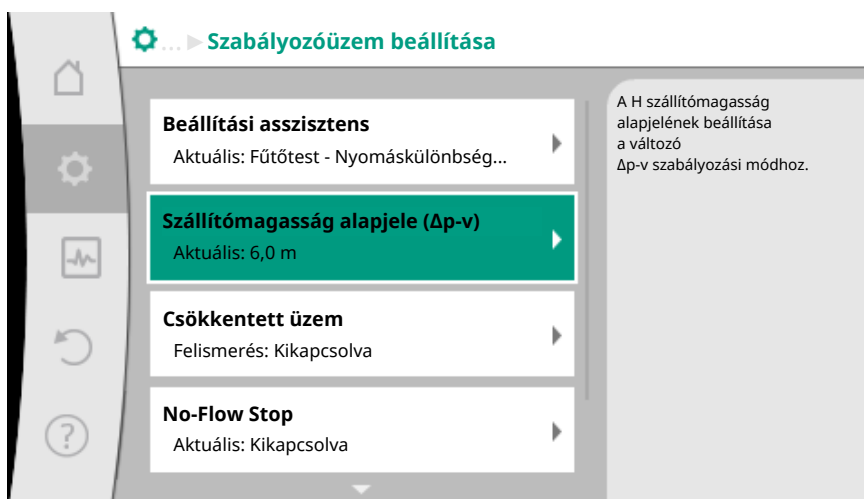 ... Szabályozóüzem beállítása
Beállítási asszisztens
Aktuális: Fűtőtest - Nyomáskülönbség...
Szállítómagasság alapjele (Δp-v)
Aktuális: 6,0 m
Csökkentett üzem
Felismerés: Kikapcsolva
No-Flow Stop
Aktuális: Kikapcsolva
A H szállítómagasság
alapjelének beállítása
a változó
Δp-v szabályozási módhoz.
?